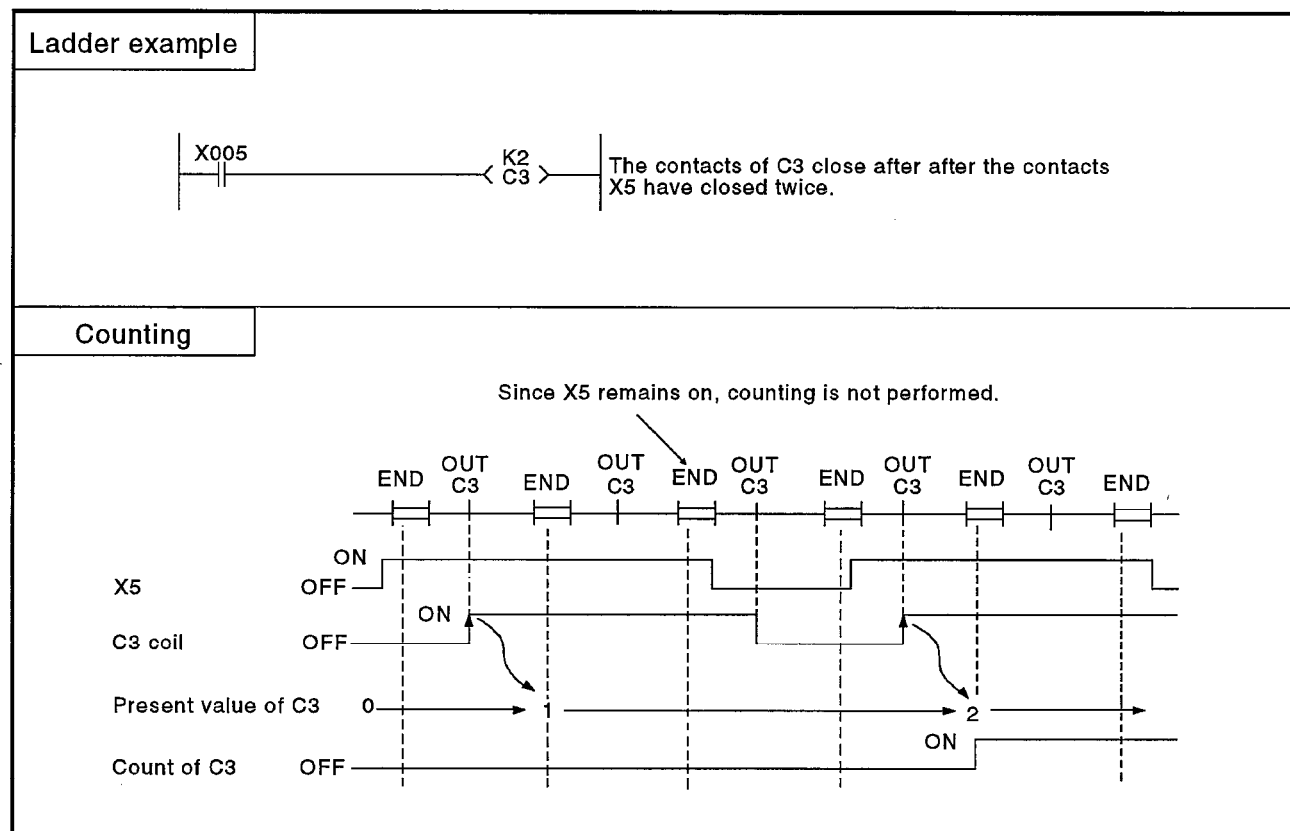 Ladder example
X005
K2
C3
The contacts of C3 close after after the contacts
X5 have closed twice.
Counting
Since X5 remains on, counting is not performed.
END OUT C3 END OUT C3 END OUT C3 END OUT C3 END OUT C3 END
ON
X5 OFF
ON
C3 coil OFF
Present value of C3 0 1 2
ON
Count of C3 OFF